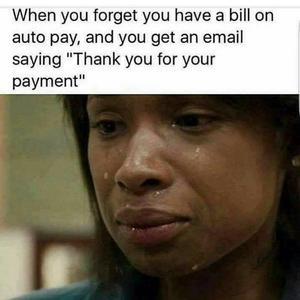 When you forget you have a bill on
auto pay, and you get an email
saying "Thank you for your
payment"